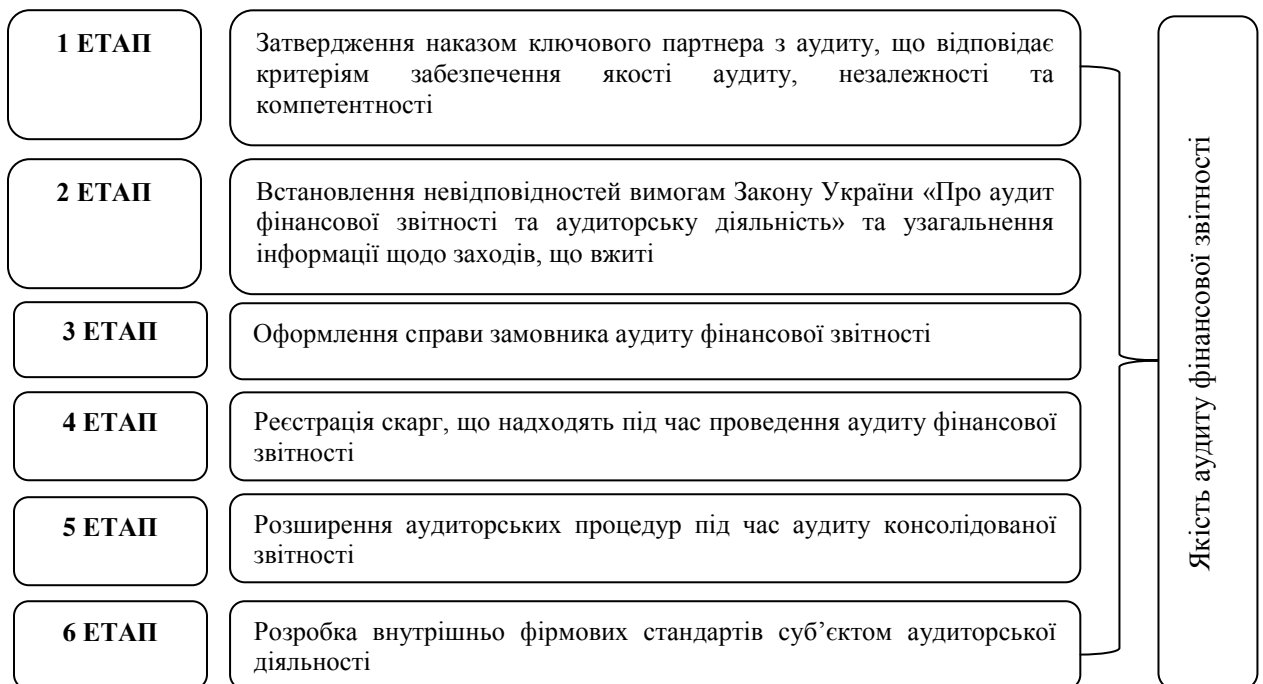 1 ЕТАП
Затвердження наказом ключового партнера з аудиту, що відповідає
критеріям забезпечення якості аудиту, незалежності та
компетентності
2 ЕТАП
Встановлення невідповідностей вимогам Закону України «Про аудит
фінансової звітності та аудиторську діяльність» та узагальнення
інформації щодо заходів, що вжиті
3 ЕТАП
Оформлення справи замовника аудиту фінансової звітності
4 ЕТАП
Реєстрація скарг, що надходять під час проведення аудиту фінансової
звітності
5 ЕТАП
Розширення аудиторських процедур під час аудиту консолідованої
звітності
6 ЕТАП
Розробка внутрішньо фірмових стандартів суб’єктом аудиторської
діяльності
Якість аудиту фінансової звітності